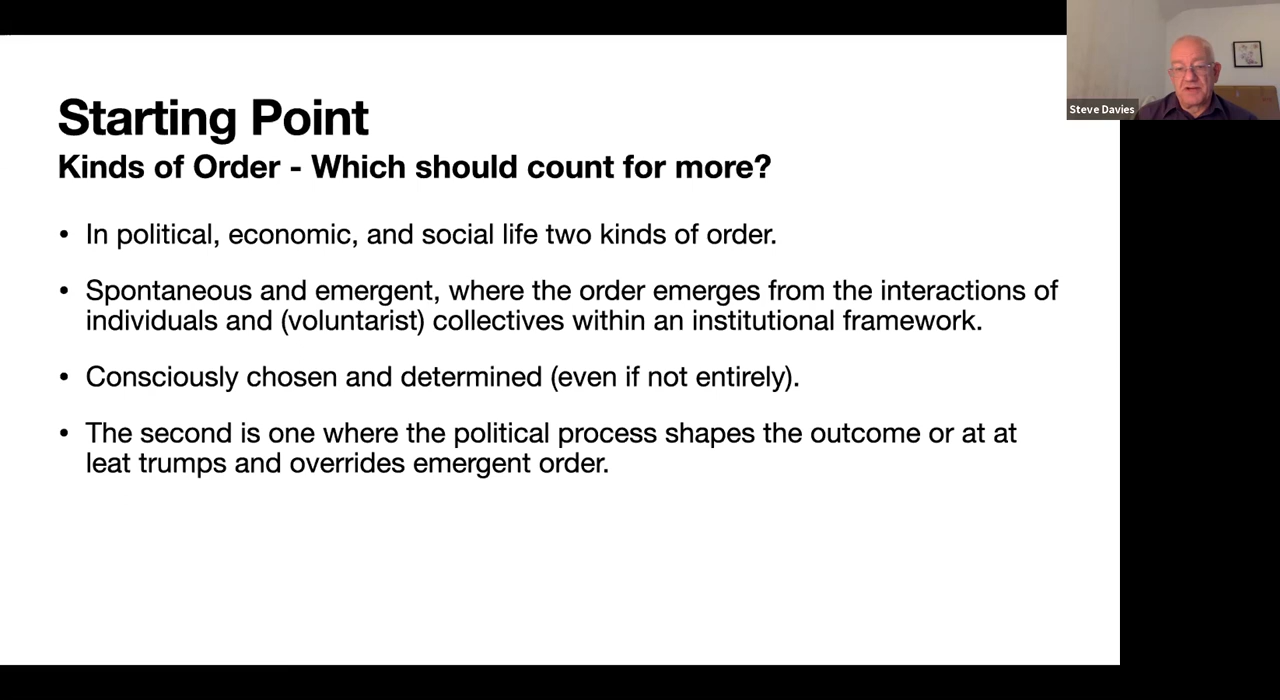 Starting Point
Kinds of Order - Which should count for more?
• In political, economic, and social life two kinds of order.
• Spontaneous and emergent, where the order emerges from the interactions of
individuals and (voluntarist) collectives within an institutional framework.
• Consciously chosen and determined (even if not entirely).
• The second is one where the political process shapes the outcome or at at
leat trumps and overrides emergent order.
Steve Davies